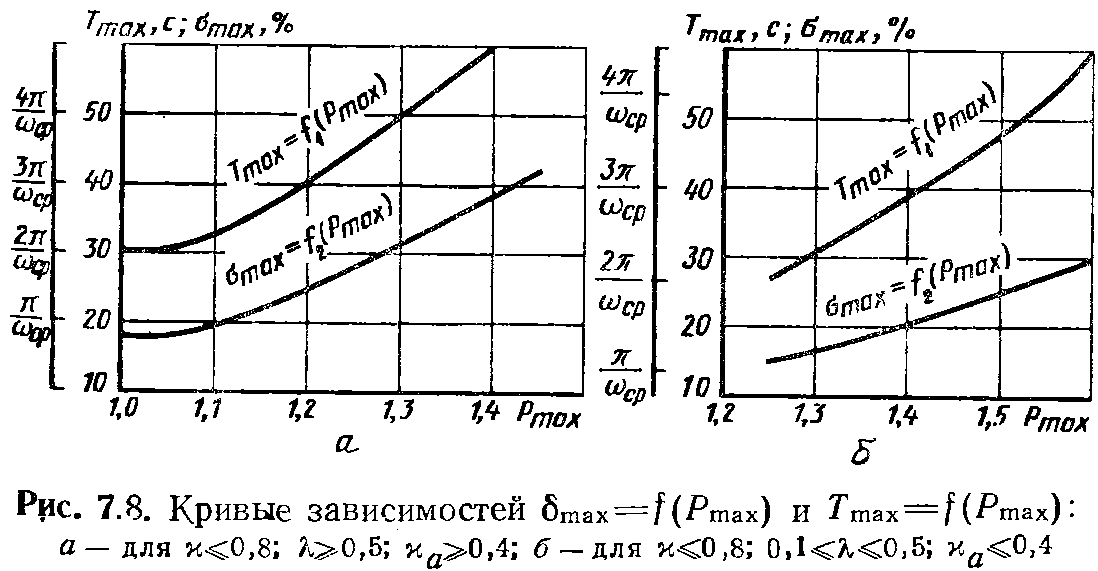 Tmax, с; σmax, %
4π/ωср 50
3π/ωср 40
2π/ωср 30
π/ωср 20
10
Tmax=f₁(Pmax)
σmax=f₂(Pmax)
1,0 1,1 1,2 1,3 1,4 Pmax
а
Tmax, с; σmax, %
4π/ωср 50
3π/ωср 40
2π/ωср 30
20
π/ωср 10
Tmax=f₁(Pmax)
σmax=f₂(Pmax)
1,2 1,3 1,4 1,5 Pmax
б
Рис. 7.8. Кривые зависимостей δmax=f(Pmax) и Tmax=f(Pmax):
а — для ϰ⩽0,8; λ⩾0,5; ϰa⩾0,4; б — для ϰ⩽0,8; 0,1⩽λ⩽0,5; ϰa⩽0,4